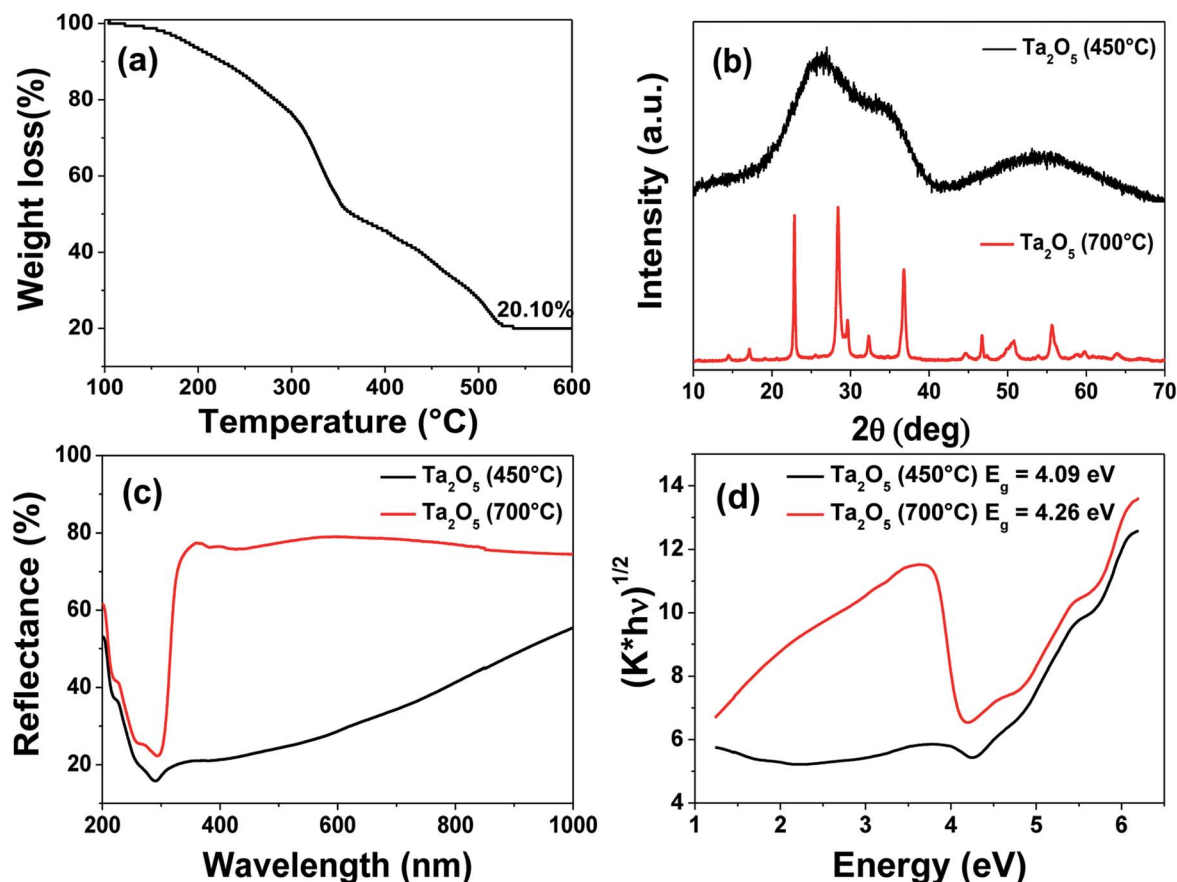 (a)
Weight loss(%)
100
80
60
40
20
20.10%
100 200 300 400 500 600
Temperature (°C)
(b)
Ta₂O₅ (450°C)
Ta₂O₅ (700°C)
Intensity (a.u.)
10 20 30 40 50 60 70
2θ (deg)
(c)
Ta₂O₅ (450°C)
Ta₂O₅ (700°C)
Reflectance (%)
100
80
60
40
20
200 400 600 800 1000
Wavelength (nm)
(d)
Ta₂O₅ (450°C) E_g = 4.09 eV
Ta₂O₅ (700°C) E_g = 4.26 eV
(K*hν)^1/2
14
12
10
8
6
4
1 2 3 4 5 6
Energy (eV)